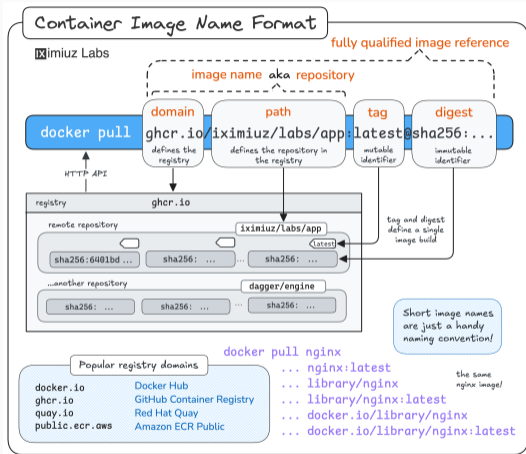 Container Image Name Format
iximiuz Labs
fully qualified image reference
image name aka repository
domain path tag digest
docker pull ghcr.io/iximiuz/labs/app:latest@sha256:...
defines the registry
defines the repository in the registry
mutable identifier
immutable identifier
HTTP API
registry ghcr.io
remote repository iximiuz/labs/app
latest
sha256:6401bd ... sha256: ... ... sha256: ...
tag and digest define a single image build
...another repository dagger/engine
sha256: ... sha256: ... ... sha256: ...
Short image names
are just a handy
naming convention!
Popular registry domains
docker.io Docker Hub
ghcr.io GitHub Container Registry
quay.io Red Hat Quay
public.ecr.aws Amazon ECR Public
docker pull nginx
... nginx:latest
... library/nginx
... library/nginx:latest
... docker.io/library/nginx
... docker.io/library/nginx:latest
the same
nginx image!